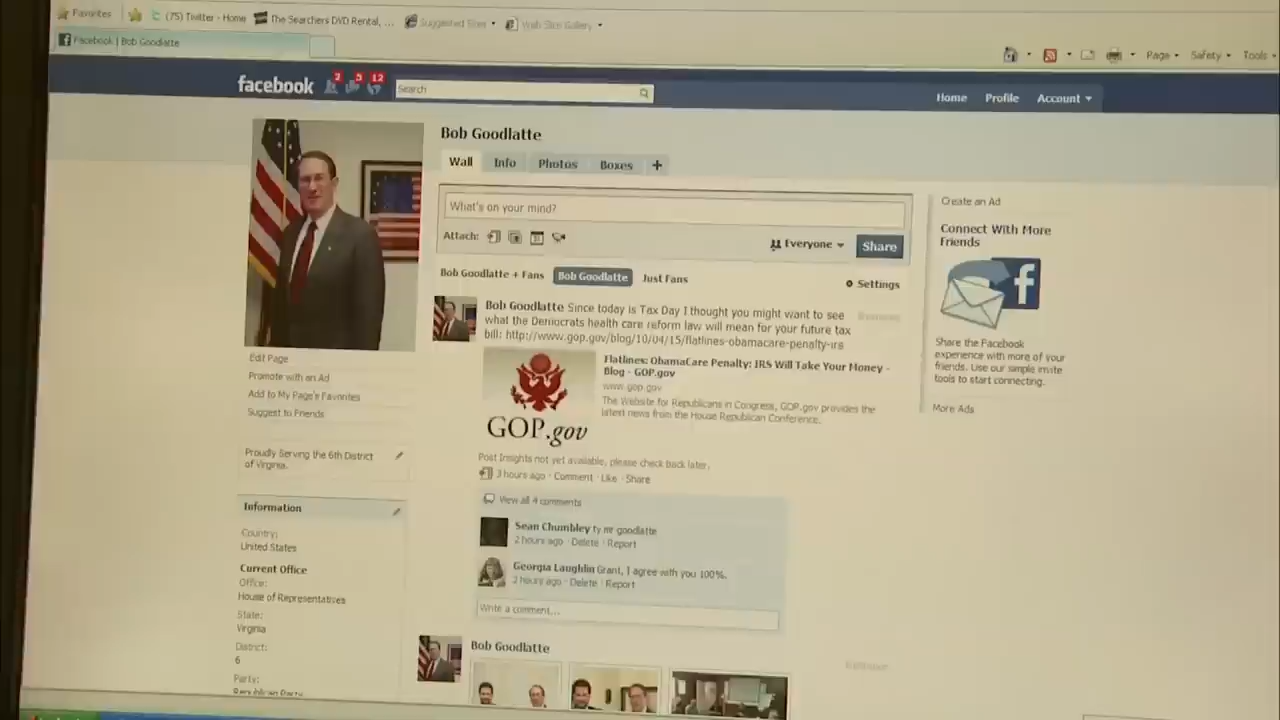 Favorites
(75) Twitter - Home
The Searchers DVD Rental, ...
Suggested Sites
Web Slice Gallery
Facebook | Bob Goodlatte
Page
Safety
Tools
facebook
2
5
12
Search
Home
Profile
Account
Bob Goodlatte
Wall
Info
Photos
Boxes
+
What's on your mind?
Attach:
31
Everyone
Share
Bob Goodlatte + Fans
Bob Goodlatte
Just Fans
Settings
Bob Goodlatte Since today is Tax Day I thought you might want to see
what the Democrats health care reform law will mean for your future tax
bill: http://www.gop.gov/blog/10/04/15/flatlines-obamacare-penalty-irs
Flatlines: ObamaCare Penalty: IRS Will Take Your Money -
Blog - GOP.gov
www.gop.gov
The Website for Republicans in Congress, GOP.gov provides the
latest news from the House Republican Conference.
GOP.gov
Post Insights not yet available, please check back later.
3 hours ago · Comment · Like · Share
View all 4 comments
Sean Chumbley ty mr goodlatte
2 hours ago · Delete · Report
Georgia Laughlin Grant, I agree with you 100%.
2 hours ago · Delete · Report
Write a comment...
Bob Goodlatte
Edit Page
Promote with an Ad
Add to My Page's Favorites
Suggest to Friends
Proudly Serving the 6th District
of Virginia.
Information
Country:
United States
Current Office
Office:
House of Representatives
State:
Virginia
District:
6
Party:
Republican Party
Create an Ad
Connect With More
Friends
f
Share the Facebook
experience with more of your
friends. Use our simple invite
tools to start connecting.
More Ads